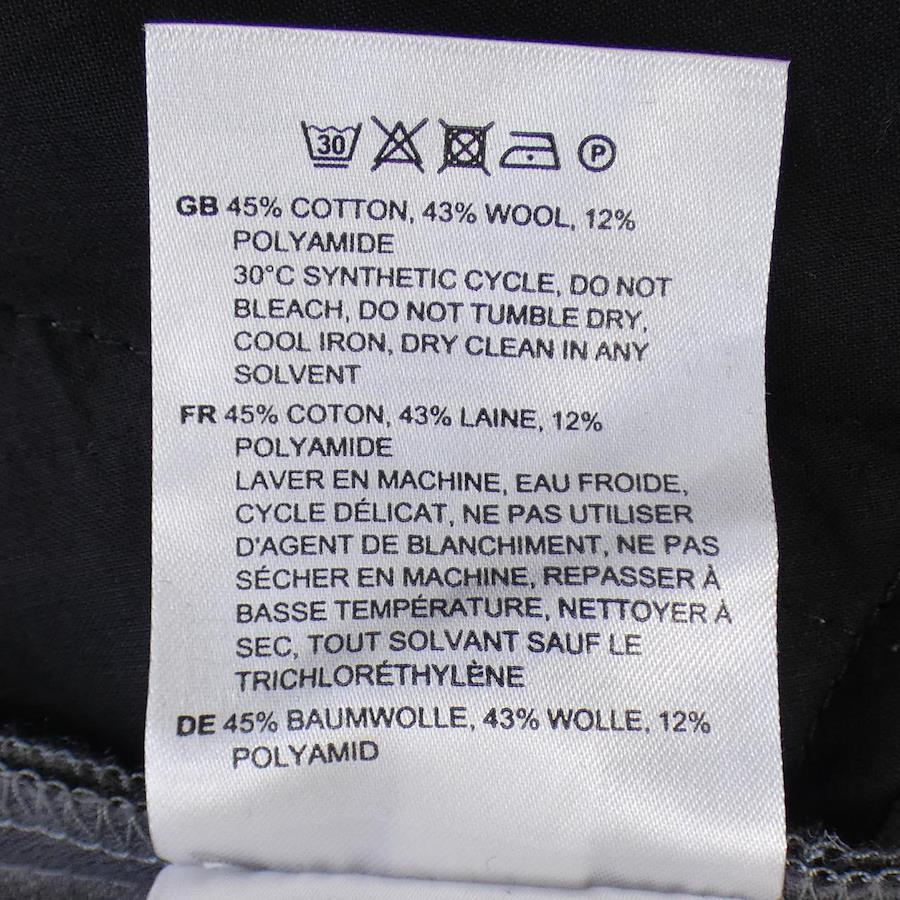 30 P
GB 45% COTTON, 43% WOOL, 12%
POLYAMIDE
30°C SYNTHETIC CYCLE, DO NOT
BLEACH, DO NOT TUMBLE DRY,
COOL IRON, DRY CLEAN IN ANY
SOLVENT
FR 45% COTON, 43% LAINE, 12%
POLYAMIDE
LAVER EN MACHINE, EAU FROIDE,
CYCLE DÉLICAT, NE PAS UTILISER
D'AGENT DE BLANCHIMENT, NE PAS
SÉCHER EN MACHINE, REPASSER À
BASSE TEMPÉRATURE, NETTOYER À
SEC, TOUT SOLVANT SAUF LE
TRICHLORÉTHYLÈNE
DE 45% BAUMWOLLE, 43% WOLLE, 12%
POLYAMID